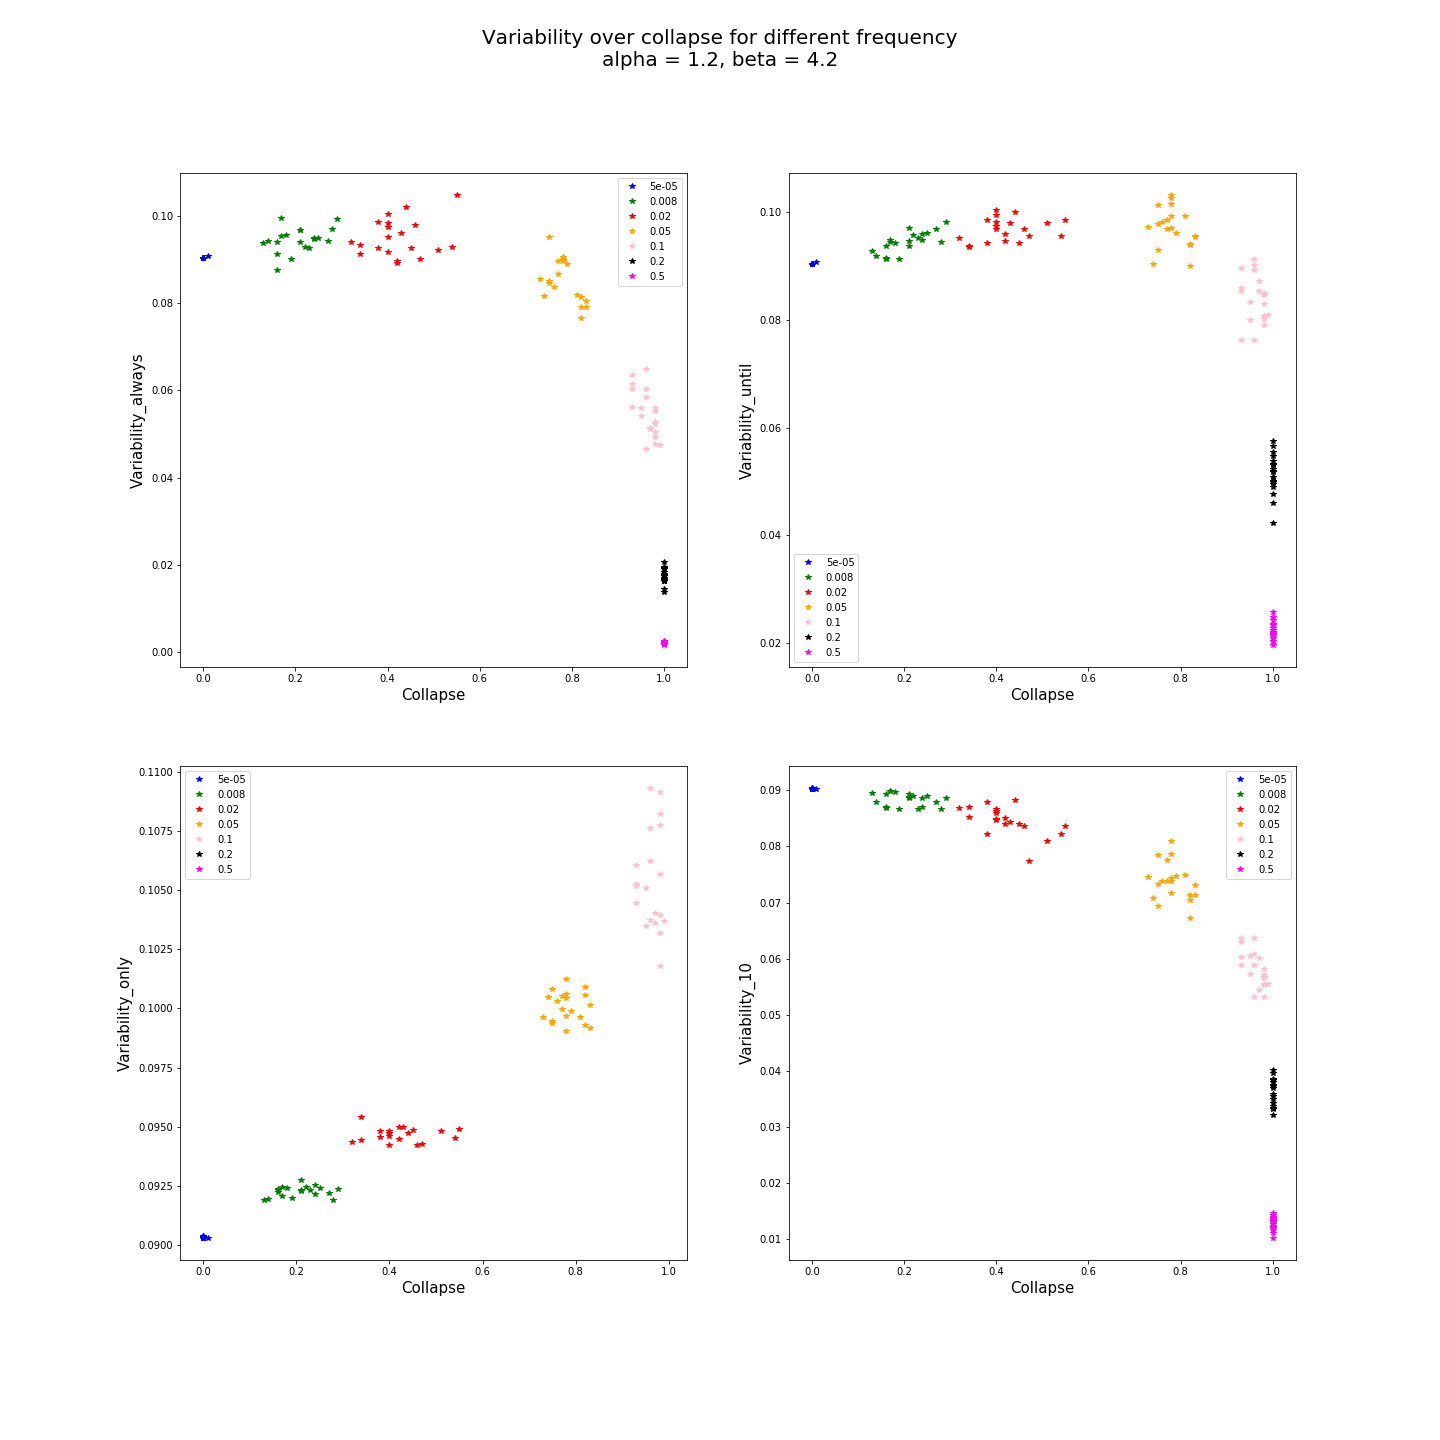 Variability over collapse for different frequency
alpha = 1.2, beta = 4.2
0.10
0.08
0.06
0.04
0.02
0.00
Variability_always
0.0 0.2 0.4 0.6 0.8 1.0
Collapse
5e-05
0.008
0.02
0.05
0.1
0.2
0.5
0.10
0.08
0.06
0.04
0.02
Variability_until
0.0 0.2 0.4 0.6 0.8 1.0
Collapse
5e-05
0.008
0.02
0.05
0.1
0.2
0.5
0.1100
0.1075
0.1050
0.1025
0.1000
0.0975
0.0950
0.0925
0.0900
Variability_only
0.0 0.2 0.4 0.6 0.8 1.0
Collapse
5e-05
0.008
0.02
0.05
0.1
0.2
0.5
0.09
0.08
0.07
0.06
0.05
0.04
0.03
0.02
0.01
Variability_10
0.0 0.2 0.4 0.6 0.8 1.0
Collapse
5e-05
0.008
0.02
0.05
0.1
0.2
0.5